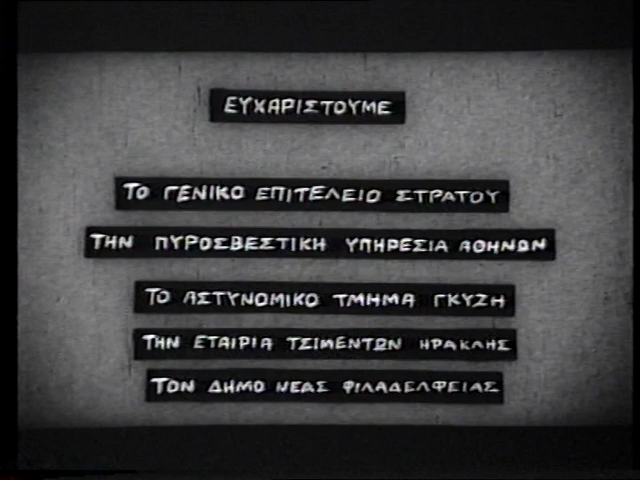 ΕΥΧΑΡΙΣΤΟΥΜΕ
ΤΟ ΓΕΝΙΚΟ ΕΠΙΤΕΛΕΙΟ ΣΤΡΑΤΟΥ
ΤΗΝ ΠΥΡΟΣΒΕΣΤΙΚΗ ΥΠΗΡΕΣΙΑ ΑΘΗΝΩΝ
ΤΟ ΑΣΤΥΝΟΜΙΚΟ ΤΜΗΜΑ ΓΚΥΖΗ
ΤΗΝ ΕΤΑΙΡΙΑ ΤΣΙΜΕΝΤΩΝ ΗΡΑΚΛΗΣ
ΤΟΝ ΔΗΜΟ ΝΕΑΣ ΦΙΛΑΔΕΛΦΕΙΑΣ